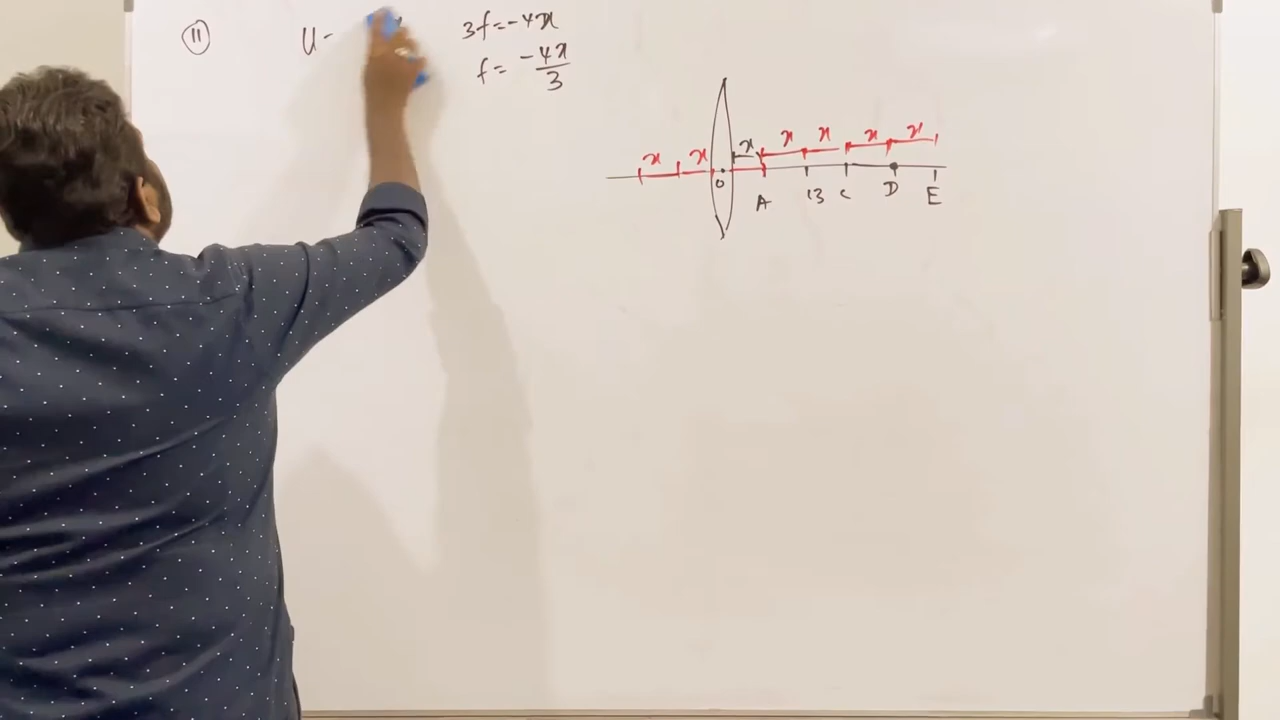 11
U-
3f=-4x
f= -4x/3
x x x x x x x
O A B C D E